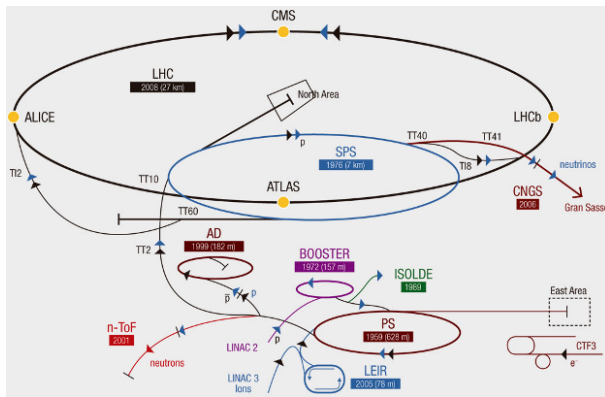 CMS
LHC
2008 (27 km)
North Area
ALICE
LHCb
TT40
TT41
SPS
1976 (7 km)
p
TI8
TI2
TT10
neutrinos
CNGS
2006
Gran Sasso
ATLAS
TT60
AD
1999 (182 m)
TT2
BOOSTER
1972 (157 m)
ISOLDE
1989
East Area
p
p
n-ToF
2001
LINAC 2
p
PS
1959 (628 m)
neutrons
CTF3
e-
LINAC 3
Ions
LEIR
2005 (78 m)